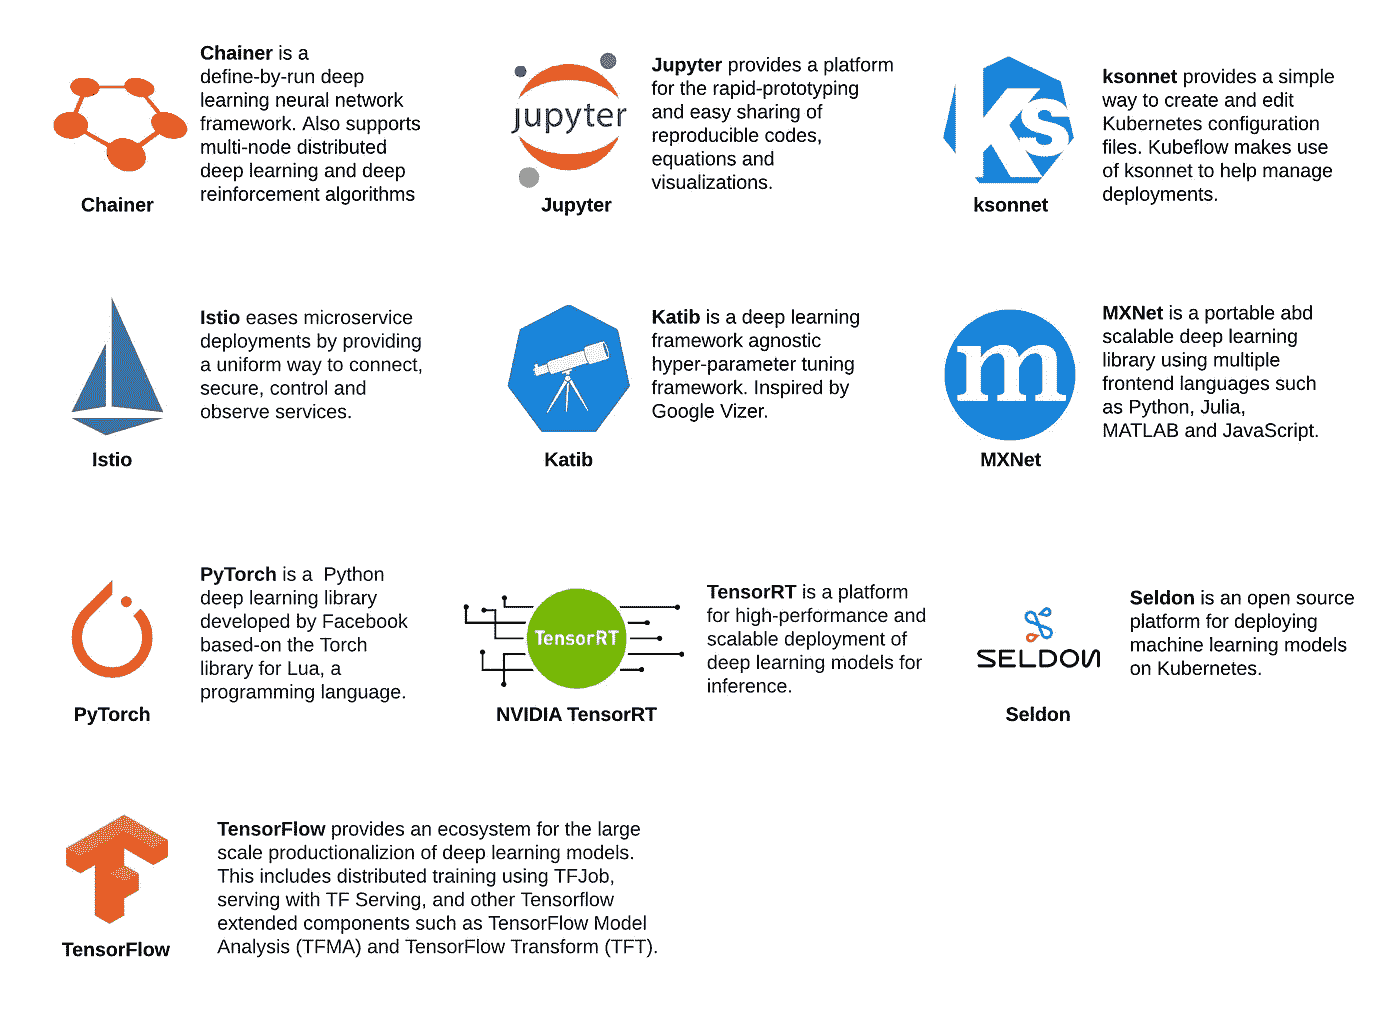 Chainer is a
define-by-run deep
learning neural network
framework. Also supports
multi-node distributed
deep learning and deep
reinforcement algorithms
Chainer
jupyter
Jupyter provides a platform
for the rapid-prototyping
and easy sharing of
reproducible codes,
equations and
visualizations.
Jupyter
Ks
ksonnet provides a simple
way to create and edit
Kubernetes configuration
files. Kubeflow makes use
of ksonnet to help manage
deployments.
ksonnet
Istio eases microservice
deployments by providing
a uniform way to connect,
secure, control and
observe services.
Istio
Katib is a deep learning
framework agnostic
hyper-parameter tuning
framework. Inspired by
Google Vizer.
Katib
m
MXNet is a portable abd
scalable deep learning
library using multiple
frontend languages such
as Python, Julia,
MATLAB and JavaScript.
MXNet
PyTorch is a  Python
deep learning library
developed by Facebook
based-on the Torch
library for Lua, a
programming language.
PyTorch
TensorRT
TensorRT is a platform
for high-performance and
scalable deployment of
deep learning models for
inference.
NVIDIA TensorRT
SELDON
Seldon is an open source
platform for deploying
machine learning models
on Kubernetes.
Seldon
TensorFlow provides an ecosystem for the large
scale productionalizion of deep learning models.
This includes distributed training using TFJob,
serving with TF Serving, and other Tensorflow
extended components such as TensorFlow Model
Analysis (TFMA) and TensorFlow Transform (TFT).
TensorFlow